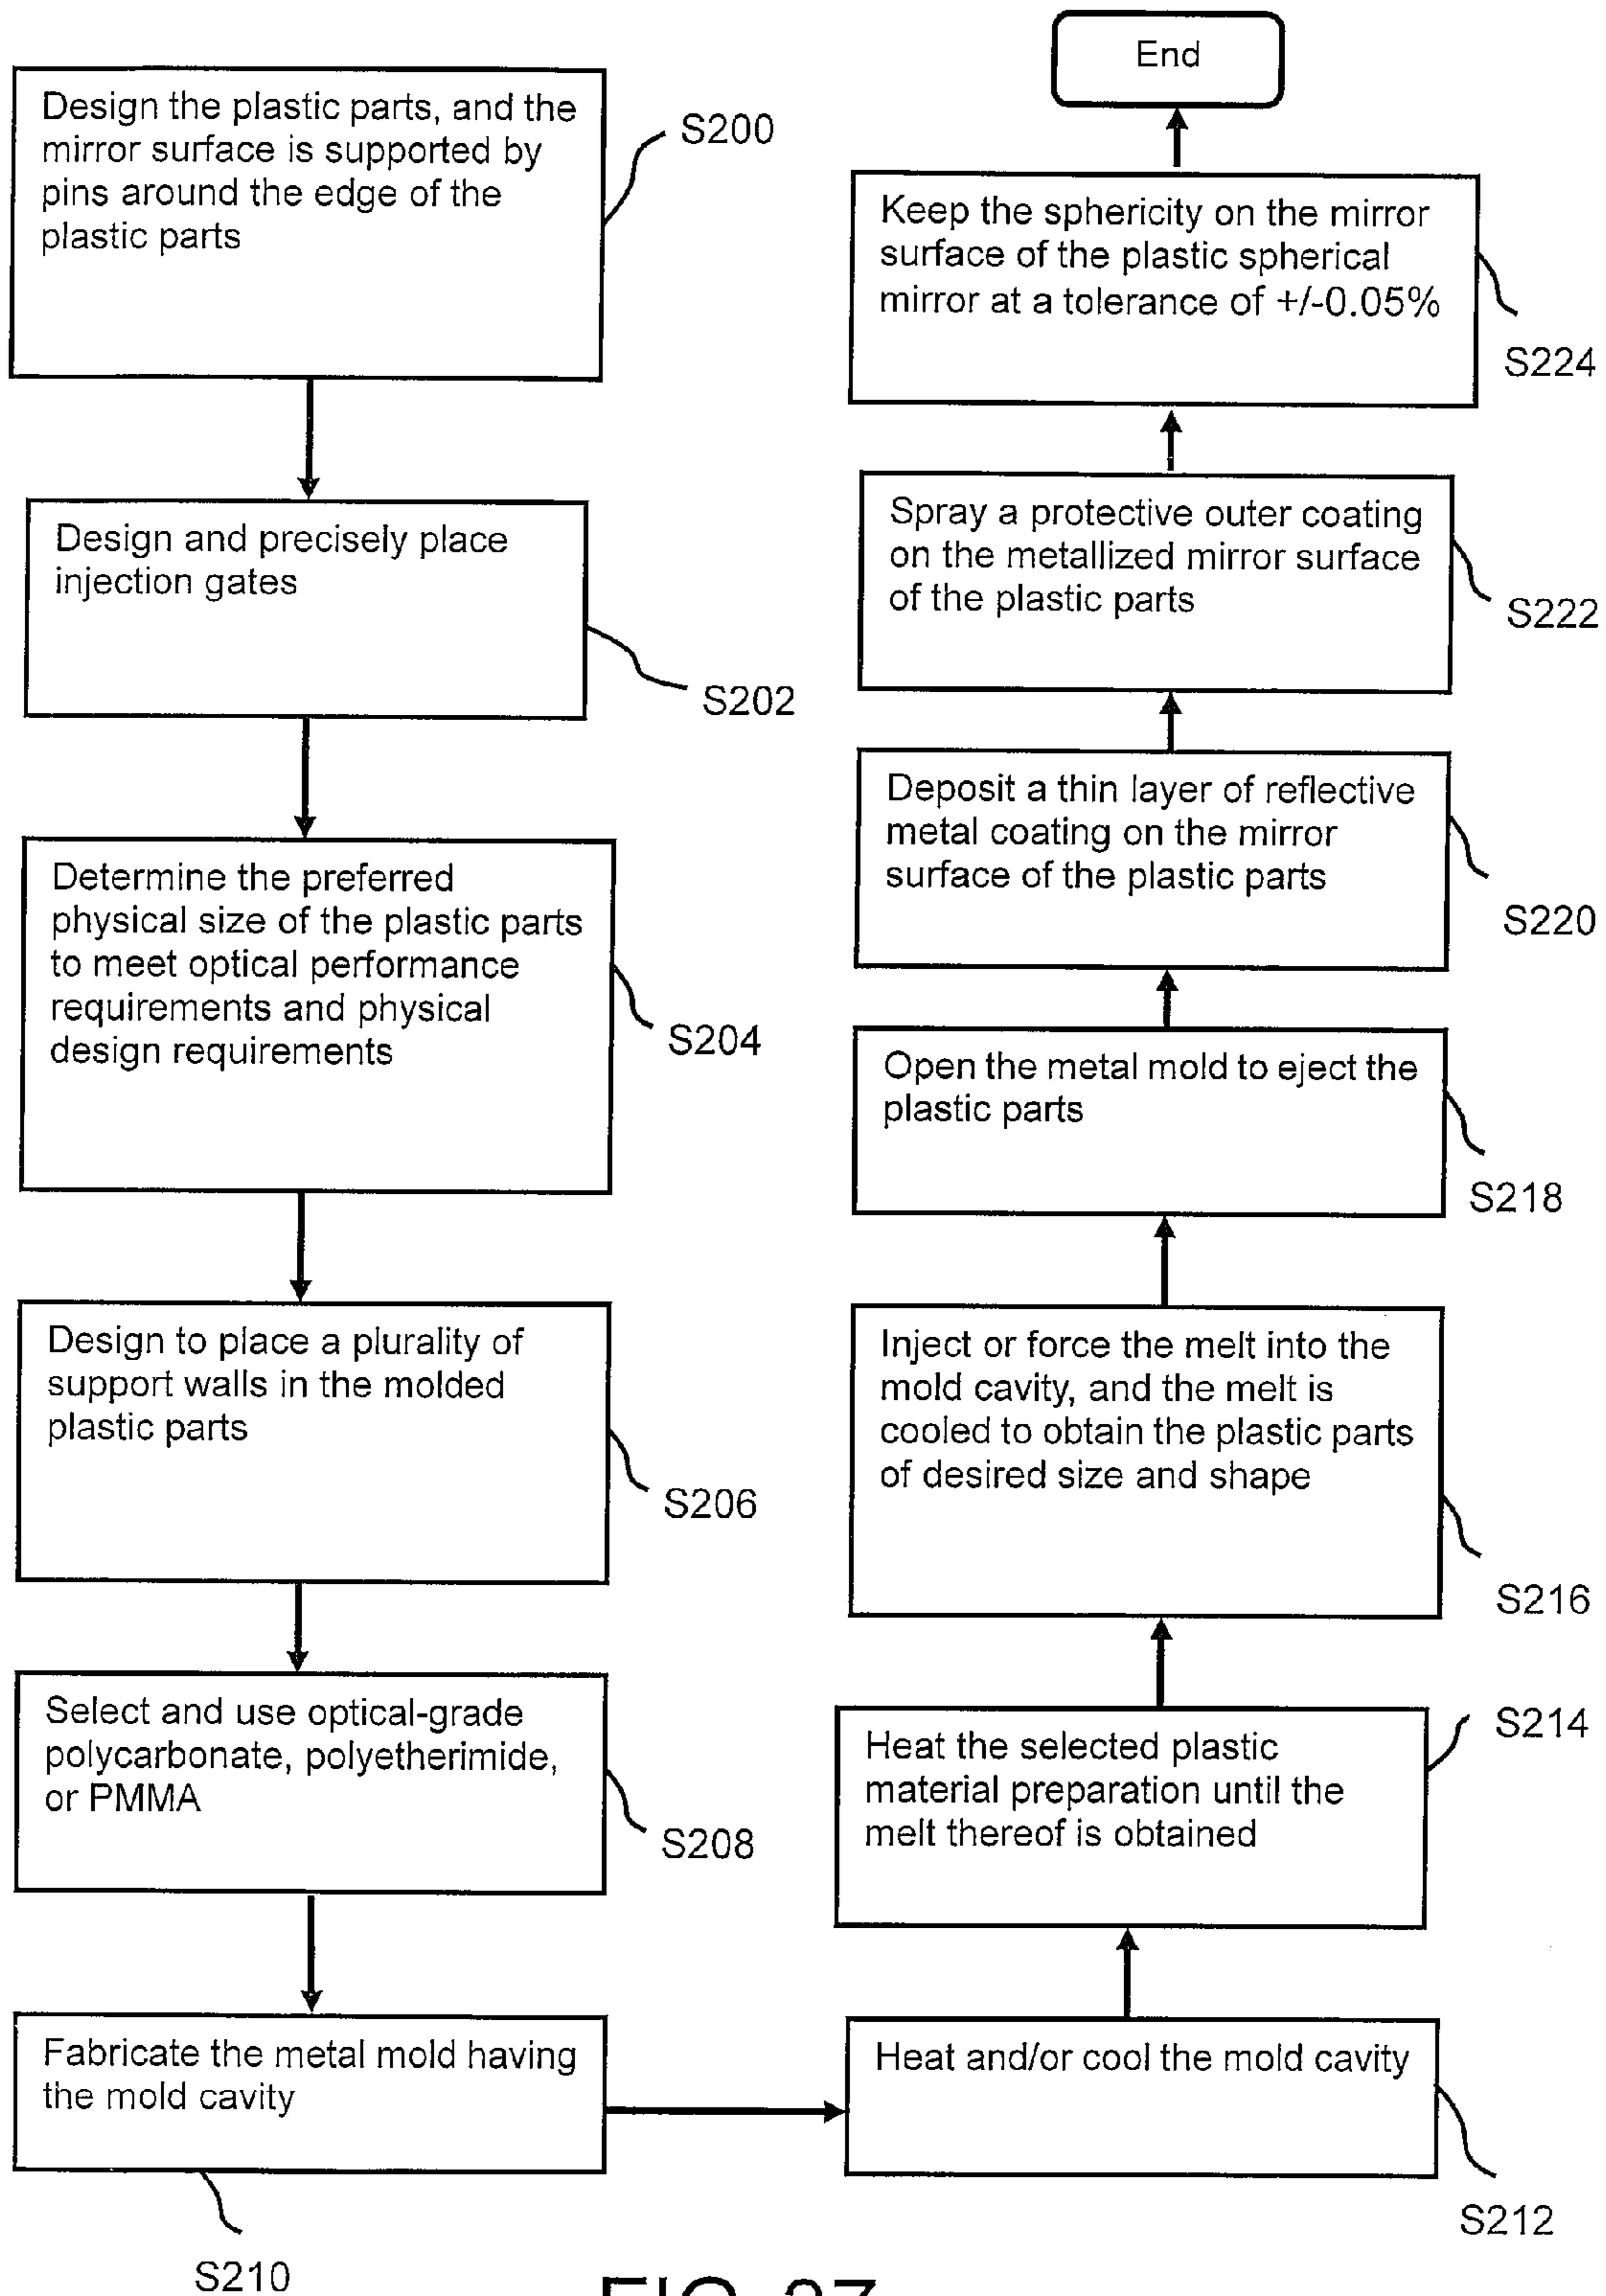 Design the plastic parts, and the
mirror surface is supported by
pins around the edge of the
plastic parts
S200
Design and precisely place
injection gates
S202
Determine the preferred
physical size of the plastic parts
to meet optical performance
requirements and physical
design requirements
S204
Design to place a plurality of
support walls in the molded
plastic parts
S206
Select and use optical-grade
polycarbonate, polyetherimide,
or PMMA
S208
Fabricate the metal mold having
the mold cavity
S210
Heat and/or cool the mold cavity
S212
Heat the selected plastic
material preparation until the
melt thereof is obtained
S214
Inject or force the melt into the
mold cavity, and the melt is
cooled to obtain the plastic parts
of desired size and shape
S216
Open the metal mold to eject the
plastic parts
S218
Deposit a thin layer of reflective
metal coating on the mirror
surface of the plastic parts
S220
Spray a protective outer coating
on the metallized mirror surface
of the plastic parts
S222
Keep the sphericity on the mirror
surface of the plastic spherical
mirror at a tolerance of +/-0.05%
S224
End